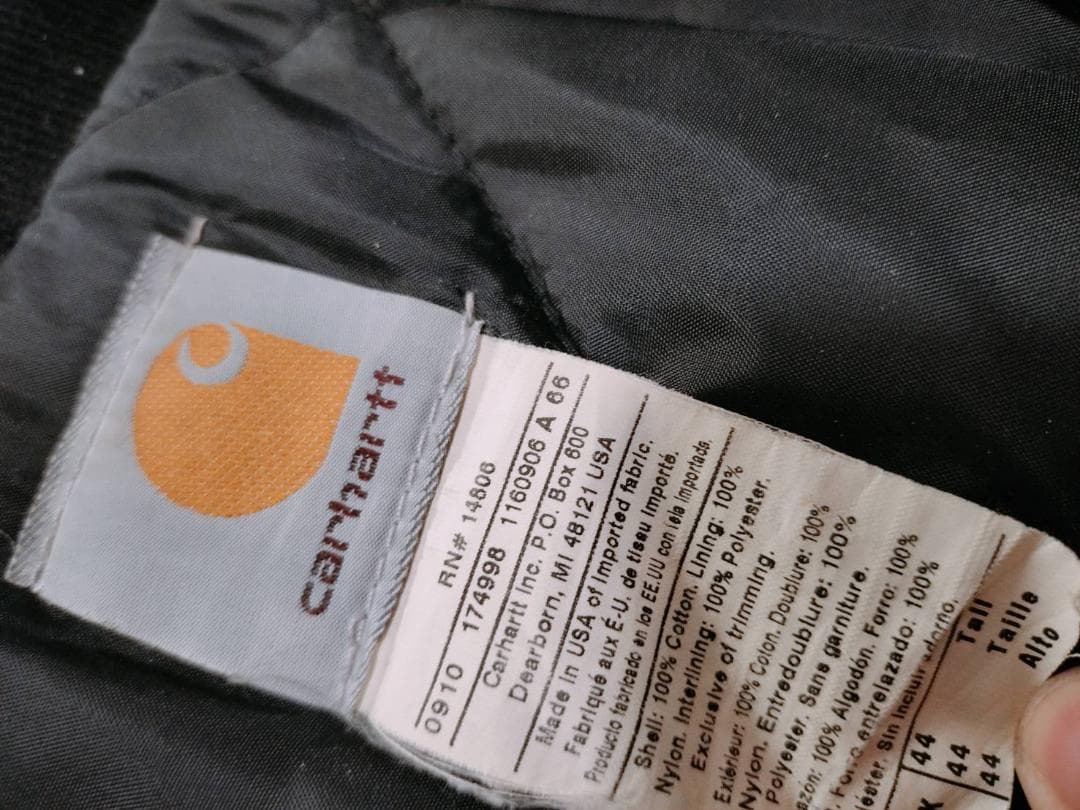 carhartt
RN# 14806
0910 174998 1160906 A 66
Carhartt Inc. P.O. Box 600
Dearborn, MI 48121 USA
Made in USA of imported fabric.
Fabriqué aux É-U. de tissu importé.
Producto fabricado en los EE.UU con tela importada.
Shell: 100% Cotton. Lining: 100%
Nylon. Interlining: 100% Polyester.
Exclusive of trimming.
Extérieur: 100% Coton. Doublure: 100%
Nylon. Entredoublure: 100%
Polyester. Sans garniture.
100% Algodón. Forro: 100%
entrelazado: 100%
Sin incluir adorno.
44 Tall
44 Taille
44 Alto